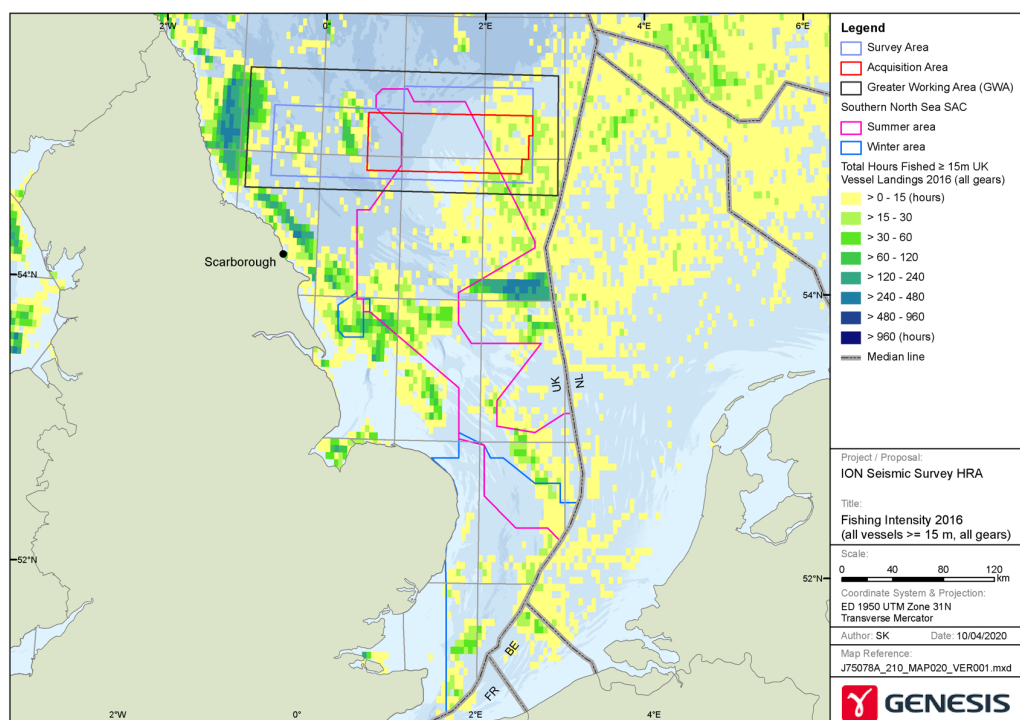 2°W
0°
2°E
4°E
6°E
Scarborough
54°N
54°N
UK
NL
52°N
52°N
BE
FR
2°W
0°
2°E
4°E
Legend
Survey Area
Acquisition Area
Greater Working Area (GWA)
Southern North Sea SAC
Summer area
Winter area
Total Hours Fished ≥ 15m UK
Vessel Landings 2016 (all gears)
> 0 - 15 (hours)
> 15 - 30
> 30 - 60
> 60 - 120
> 120 - 240
> 240 - 480
> 480 - 960
> 960 (hours)
Median line
Project / Proposal:
ION Seismic Survey HRA
Title:
Fishing Intensity 2016
(all vessels >= 15 m, all gears)
Scale:
0 40 80 120
km
Coordinate System & Projection:
ED 1950 UTM Zone 31N
Transverse Mercator
Author: SK Date: 10/04/2020
Map Reference:
J75078A_210_MAP020_VER001.mxd
GENESIS